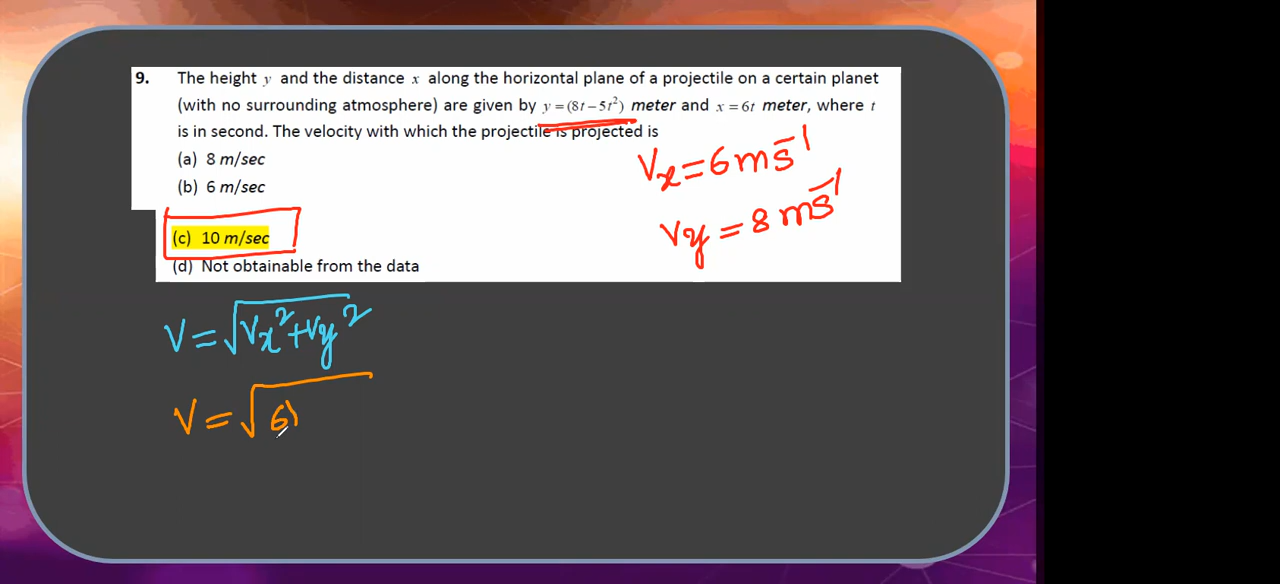 9. The height y and the distance x along the horizontal plane of a projectile on a certain planet
(with no surrounding atmosphere) are given by y = (8t − 5t²) meter and x = 6t meter, where t
is in second. The velocity with which the projectile is projected is
(a) 8 m/sec
(b) 6 m/sec
(c) 10 m/sec
(d) Not obtainable from the data
Vx = 6 ms⁻¹
Vy = 8 ms⁻¹
V = √Vx² + Vy²
V = √6)